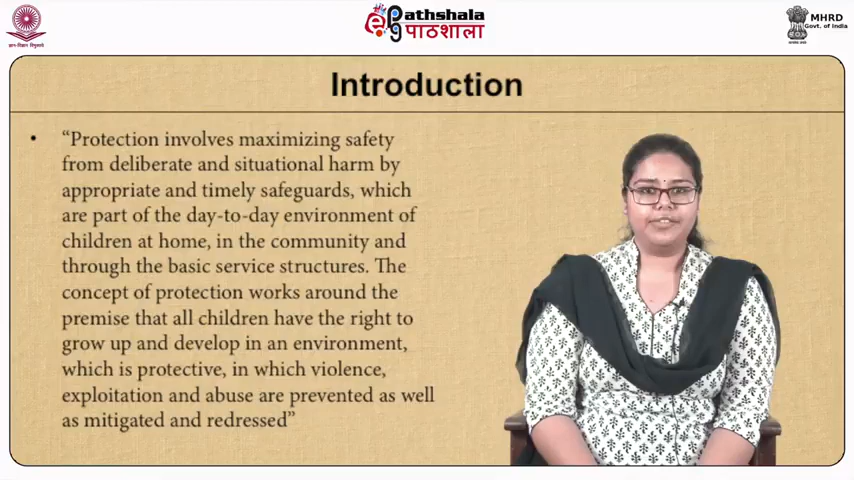 ePathshala
पाठशाला
MHRD
Govt. of India
Introduction
• “Protection involves maximizing safety
from deliberate and situational harm by
appropriate and timely safeguards, which
are part of the day-to-day environment of
children at home, in the community and
through the basic service structures. The
concept of protection works around the
premise that all children have the right to
grow up and develop in an environment,
which is protective, in which violence,
exploitation and abuse are prevented as well
as mitigated and redressed”